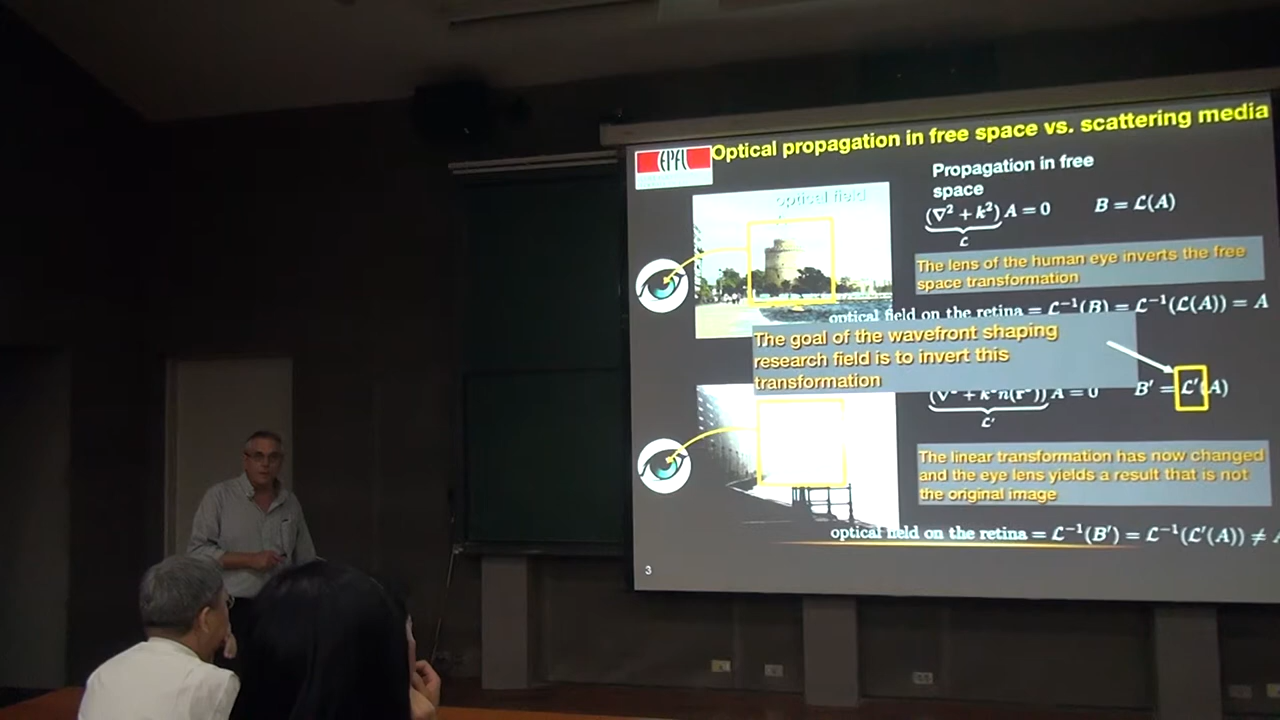 Optical propagation in free space vs. scattering media
EPFL
optical field
Propagation in free
space
(∇² + k²) A = 0
B = ℒ(A)
ℒ
The lens of the human eye inverts the free
space transformation
optical field on the retina = ℒ⁻¹(B) = ℒ⁻¹(ℒ(A)) = A
The goal of the wavefront shaping
research field is to invert this
transformation
A = 0
B′ = ℒ′(A)
ℒ′
The linear transformation has now changed
and the eye lens yields a result that is not
the original image
optical field on the retina = ℒ⁻¹(B′) = ℒ⁻¹(ℒ′(A)) ≠
3